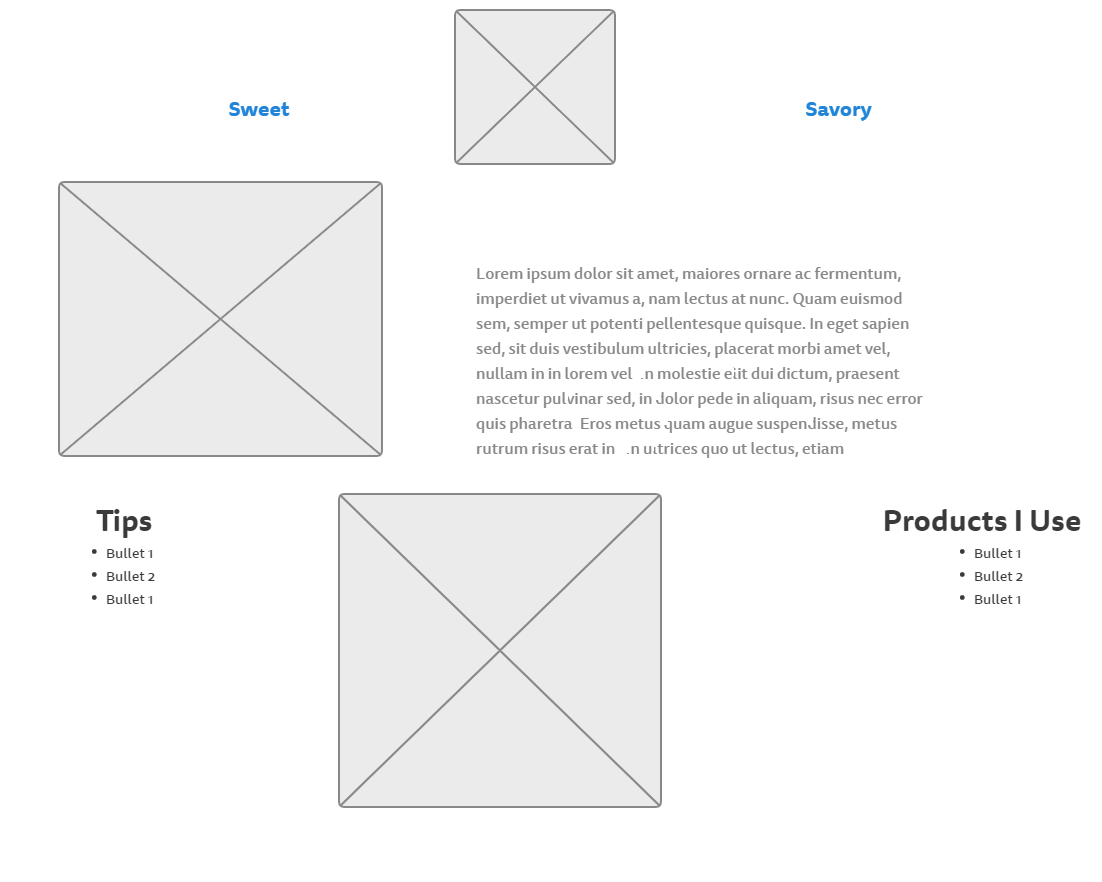 Sweet
Savory
Lorem ipsum dolor sit amet, maiores ornare ac fermentum,
imperdiet ut vivamus a, nam lectus at nunc. Quam euismod
sem, semper ut potenti pellentesque quisque. In eget sapien
sed, sit duis vestibulum ultricies, placerat morbi amet vel,
nullam in in lorem vel molestie elit dui dictum, praesent
nascetur pulvinar sed, in dolor pede in aliquam, risus nec error
quis pharetra Eros metus quam augue suspendisse, metus
rutrum risus erat in ultrices quo ut lectus, etiam
Tips
Bullet 1
Bullet 2
Bullet 1
Products I Use
Bullet 1
Bullet 2
Bullet 1